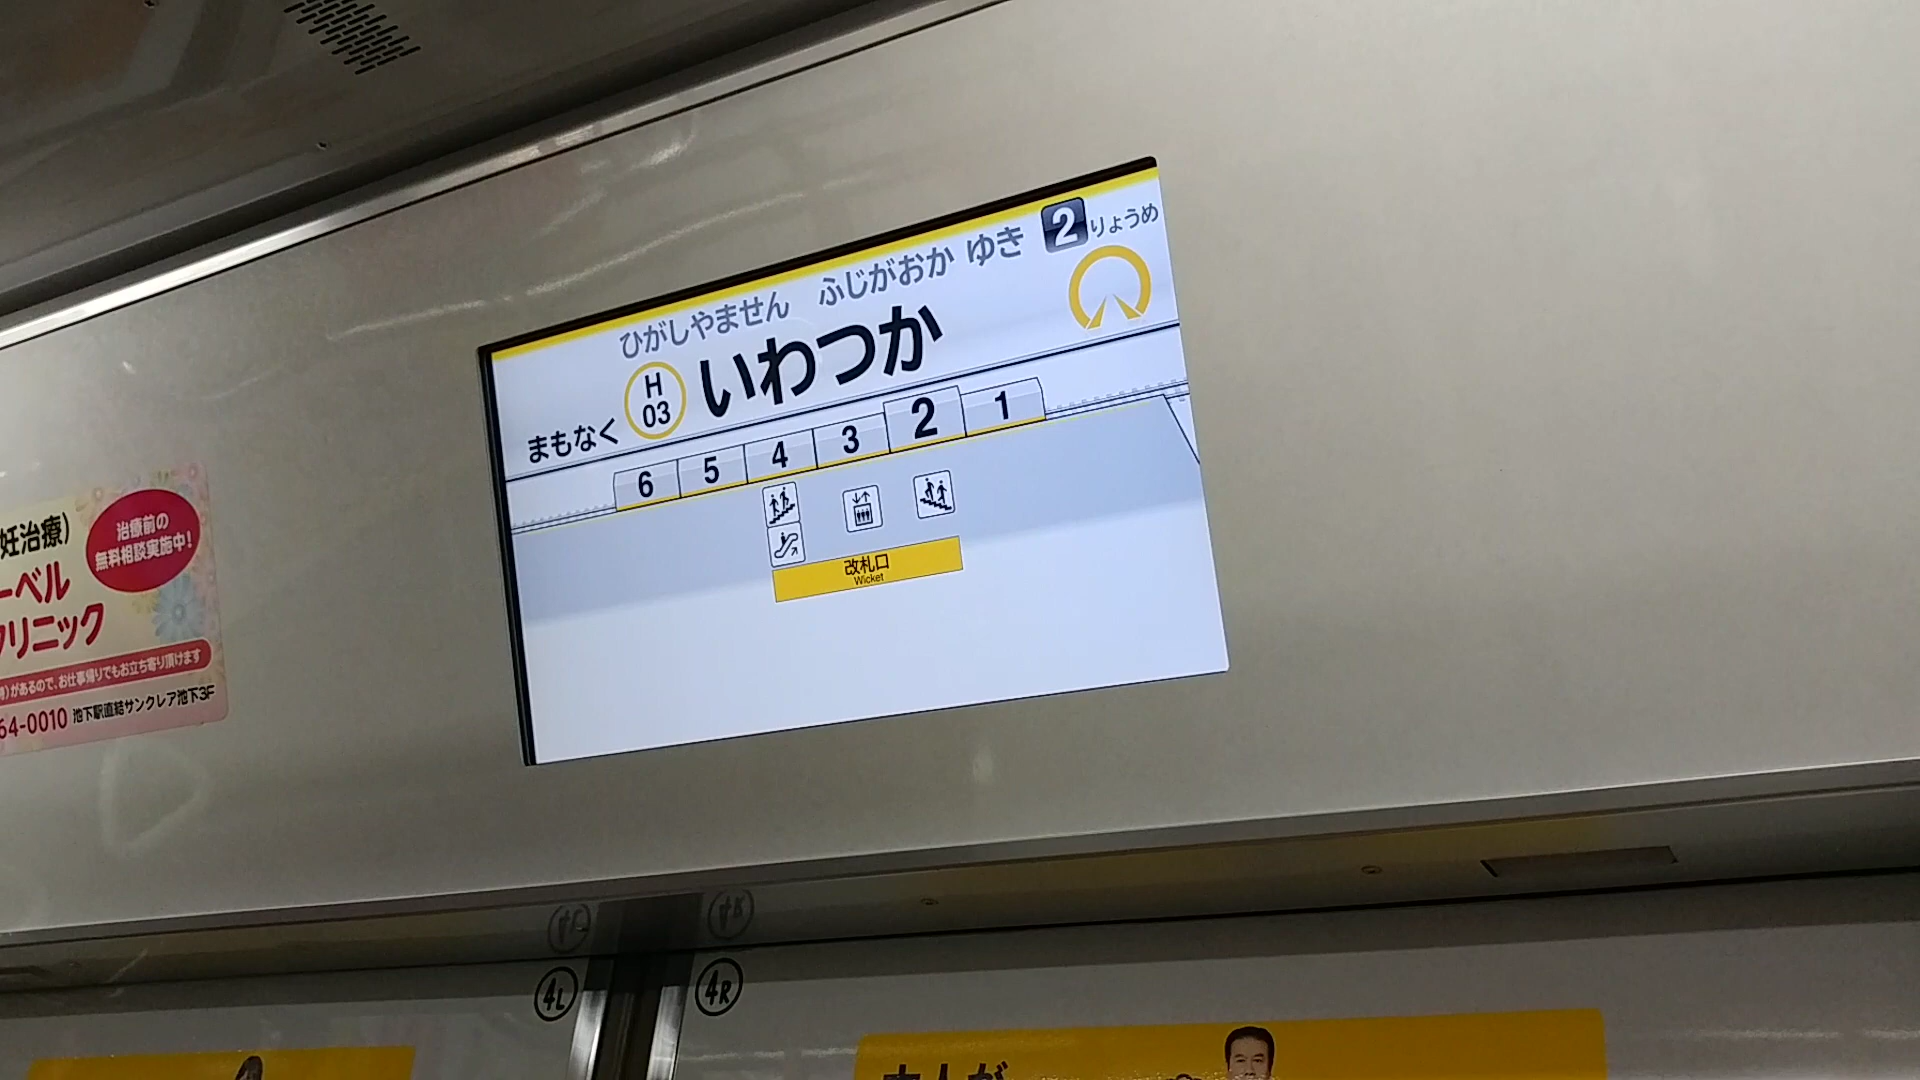 ひがしやません ふじがおか ゆき 2 りょうめ
まもなく H 03 いわつか
6 5 4 3 2 1
改札口
Wicket
妊治療)
治療前の
無料相談実施中!
ーベル
クリニック
があるので、お仕事帰りでもお立ち寄り頂けます
64-0010 池下駅直結サンクレア池下3F
4L 4R